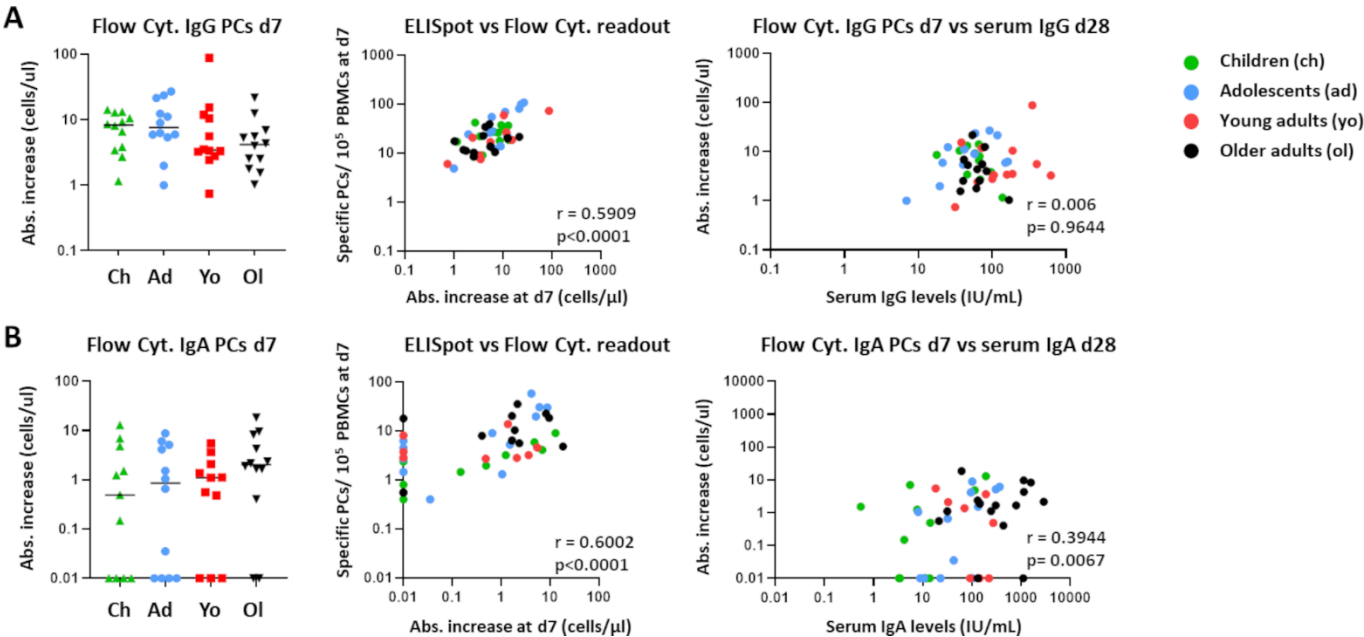 A
Flow Cyt. IgG PCs d7
Abs. increase (cells/ul)
100
10
1
0.1
Ch Ad Yo Ol
ELISpot vs Flow Cyt. readout
Specific PCs/ 10⁵ PBMCs at d7
1000
100
10
1
0.1
r = 0.5909
p<0.0001
0.1 1 10 100 1000
Abs. increase at d7 (cells/µl)
Flow Cyt. IgG PCs d7 vs serum IgG d28
Abs. increase (cells/ul)
1000
100
10
1
0.1
r = 0.006
p= 0.9644
0.1 1 10 100 1000
Serum IgG levels (IU/mL)
Children (ch)
Adolescents (ad)
Young adults (yo)
Older adults (ol)
B
Flow Cyt. IgA PCs d7
Abs. increase (cells/ul)
100
10
1
0.1
0.01
Ch Ad Yo Ol
ELISpot vs Flow Cyt. readout
Specific PCs/ 10⁵ PBMCs at d7
100
10
1
0.1
0.01
r = 0.6002
p<0.0001
0.01 0.1 1 10 100
Abs. increase at d7 (cells/µl)
Flow Cyt. IgA PCs d7 vs serum IgA d28
Abs. increase (cells/ul)
10000
1000
100
10
1
0.1
0.01
r = 0.3944
p= 0.0067
0.01 0.1 1 10 100 1000 10000
Serum IgA levels (IU/mL)